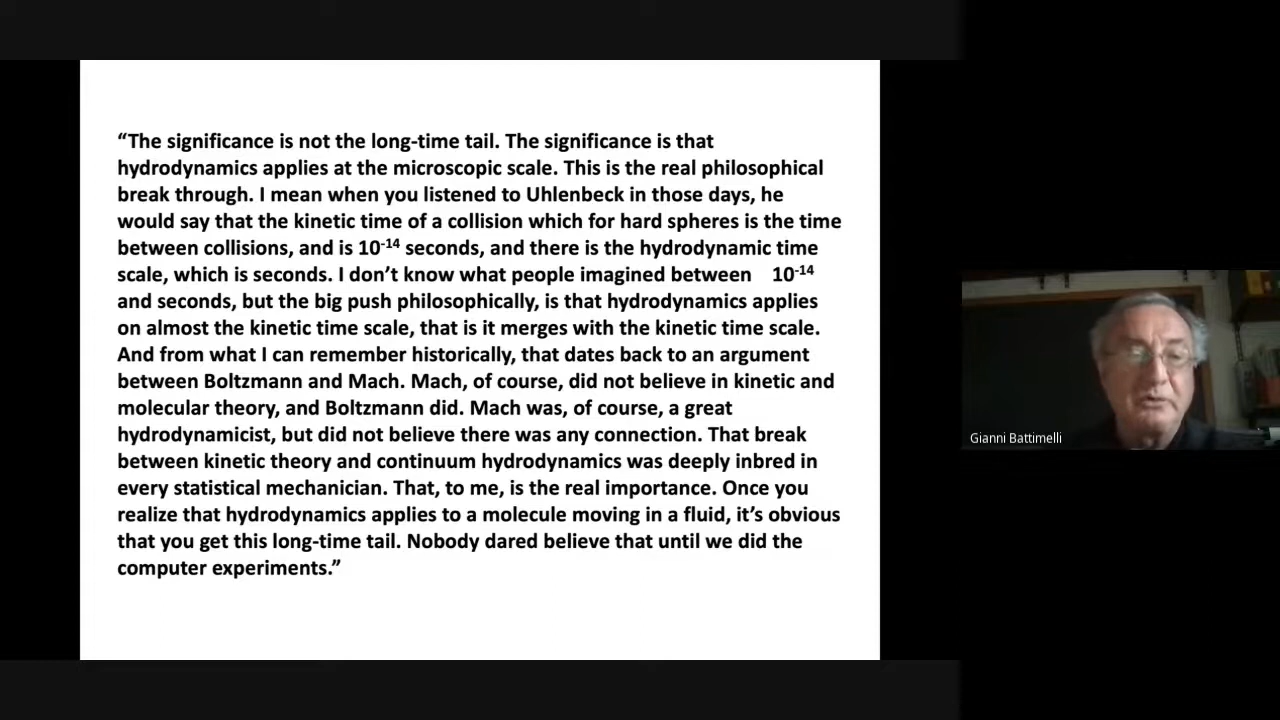 “The significance is not the long-time tail. The significance is that
hydrodynamics applies at the microscopic scale. This is the real philosophical
break through. I mean when you listened to Uhlenbeck in those days, he
would say that the kinetic time of a collision which for hard spheres is the time
between collisions, and is 10⁻¹⁴ seconds, and there is the hydrodynamic time
scale, which is seconds. I don’t know what people imagined between 10⁻¹⁴
and seconds, but the big push philosophically, is that hydrodynamics applies
on almost the kinetic time scale, that is it merges with the kinetic time scale.
And from what I can remember historically, that dates back to an argument
between Boltzmann and Mach. Mach, of course, did not believe in kinetic and
molecular theory, and Boltzmann did. Mach was, of course, a great
hydrodynamicist, but did not believe there was any connection. That break
between kinetic theory and continuum hydrodynamics was deeply inbred in
every statistical mechanician. That, to me, is the real importance. Once you
realize that hydrodynamics applies to a molecule moving in a fluid, it’s obvious
that you get this long-time tail. Nobody dared believe that until we did the
computer experiments.”
Gianni Battimelli